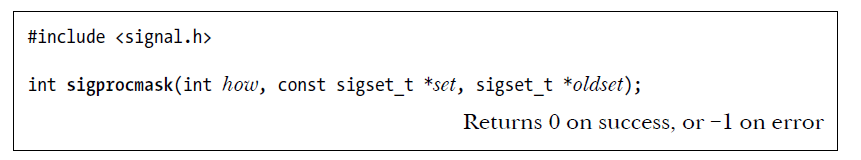 #include <signal.h>
int sigprocmask(int how, const sigset_t *set, sigset_t *oldset);
Returns 0 on success, or −1 on error